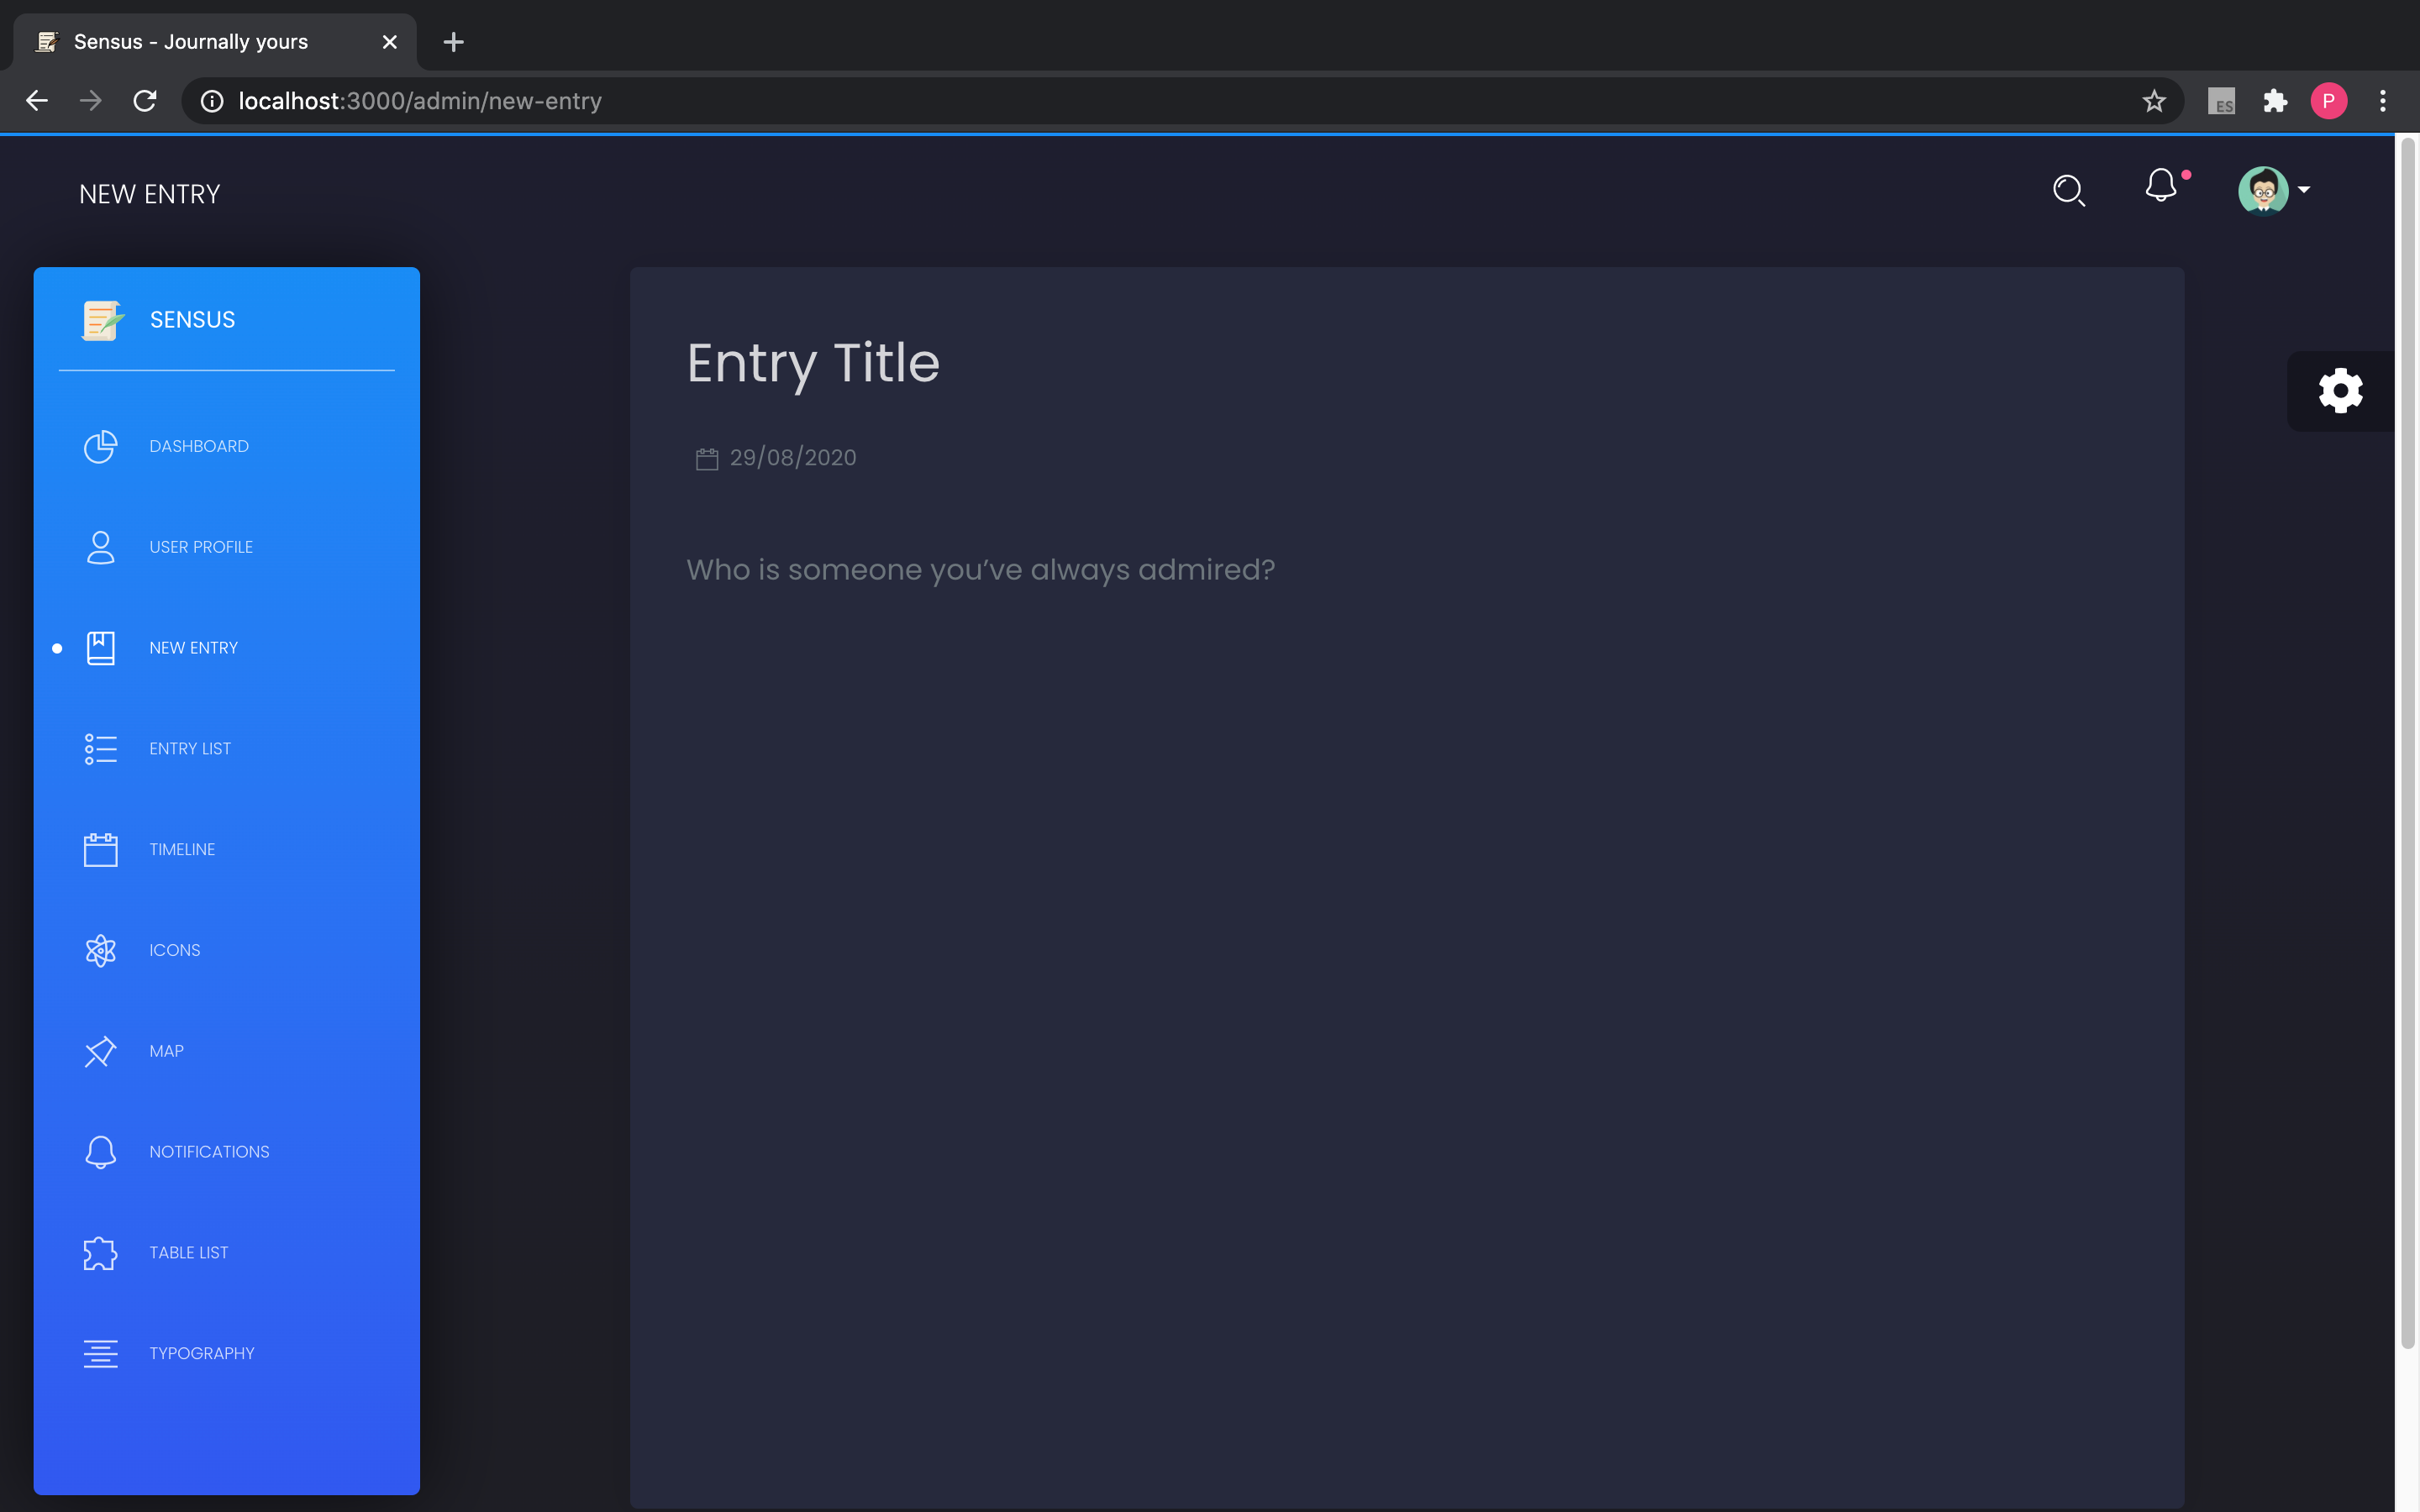 Sensus - Journally yours
localhost:3000/admin/new-entry
ES
P
NEW ENTRY
SENSUS
DASHBOARD
USER PROFILE
NEW ENTRY
ENTRY LIST
TIMELINE
ICONS
MAP
NOTIFICATIONS
TABLE LIST
TYPOGRAPHY
Entry Title
29/08/2020
Who is someone you’ve always admired?